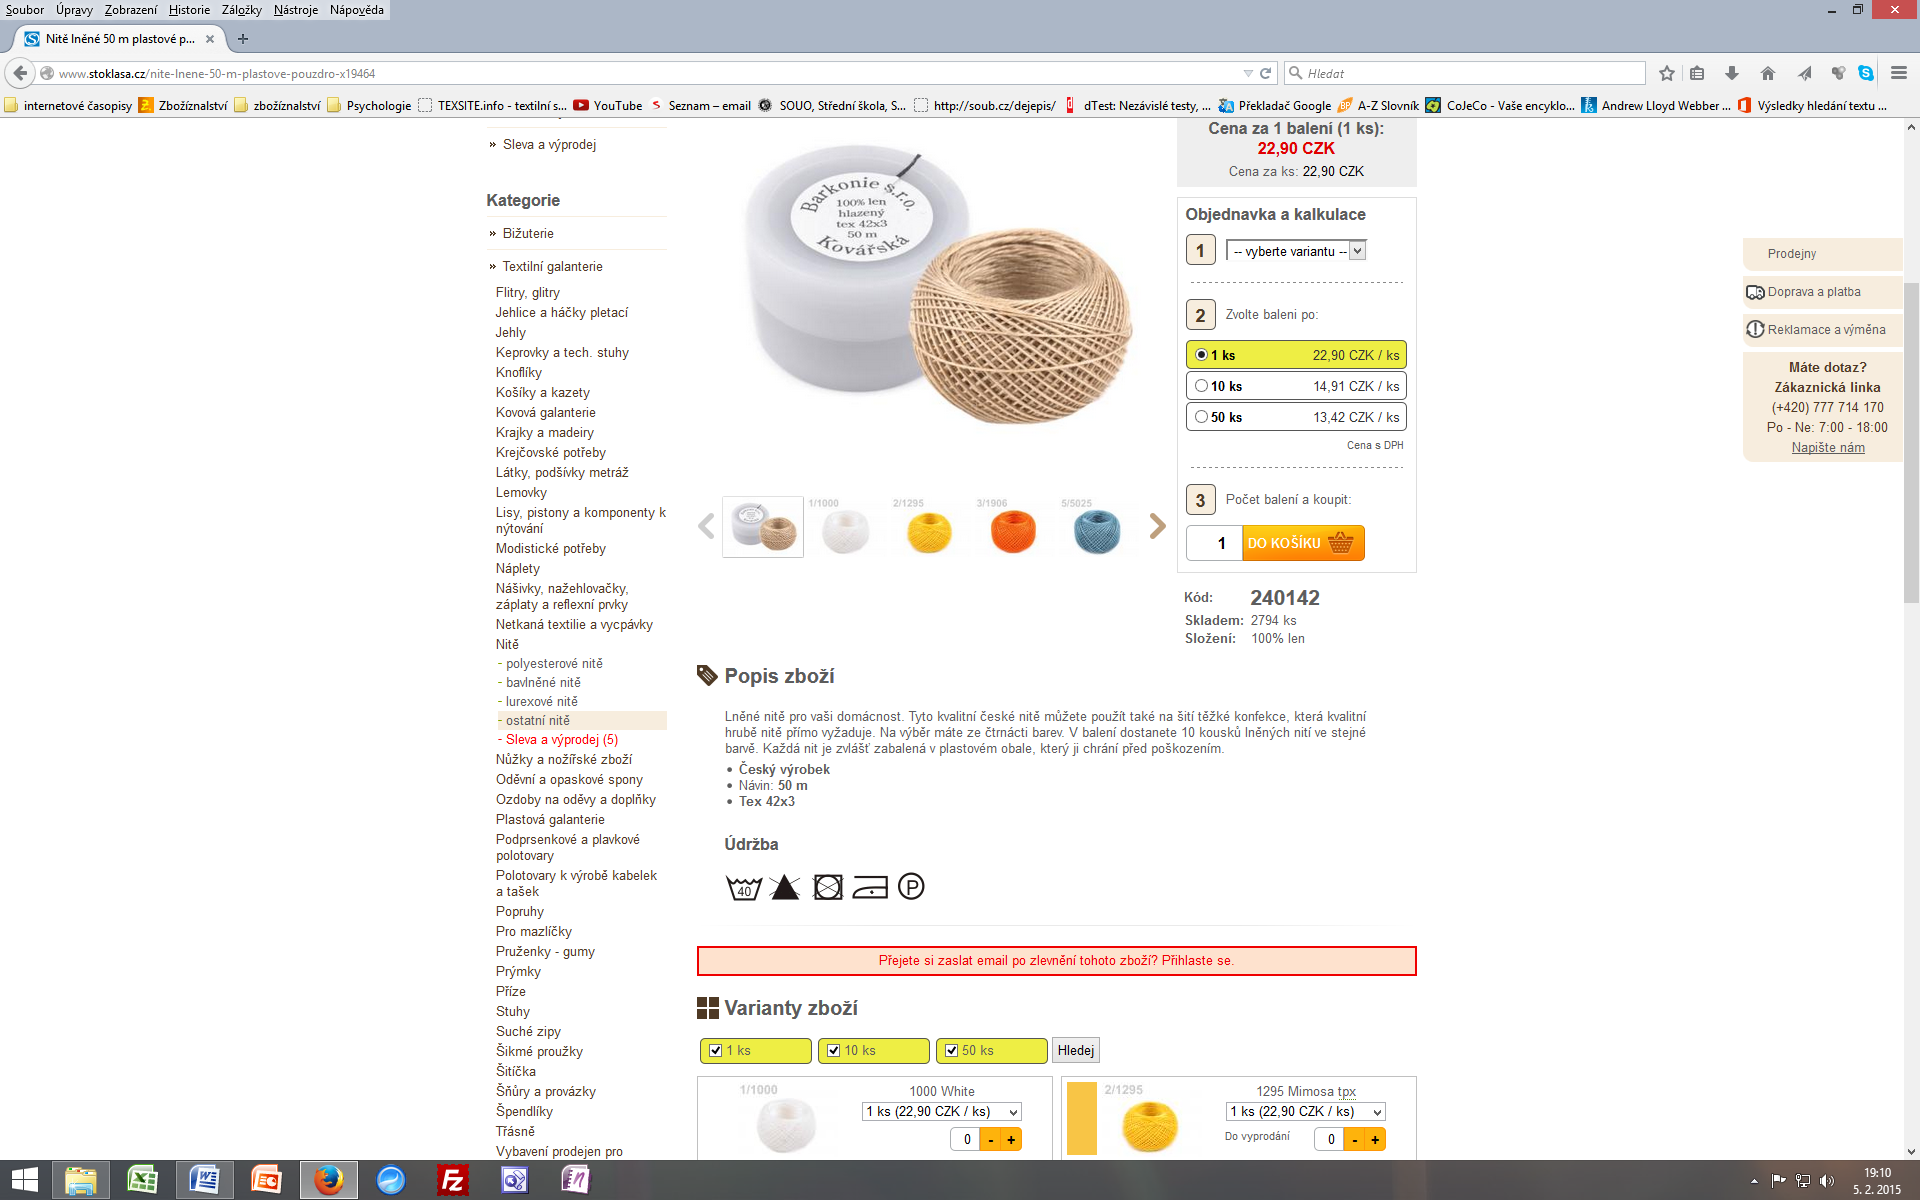 Soubor Úpravy Zobrazení Historie Záložky Nástroje Nápověda
Nitě lněné 50 m plastové p...
www.stoklasa.cz/nite-lnene-50-m-plastove-pouzdro-x19464
Hledat
internetové časopisy Zbožíznalství zbožíznalství Psychologie TEXSITE.info - textilní s... YouTube Seznam – email SOUO, Střední škola, S... http://soub.cz/dejepis/ dTest: Nezávislé testy, ... Překladač Google A-Z Slovník CoJeCo - Vaše encyklo... Andrew Lloyd Webber ... Výsledky hledání textu ...
» Sleva a výprodej
Kategorie
» Bižuterie
» Textilní galanterie
Flitry, glitry
Jehlice a háčky pletací
Jehly
Keprovky a tech. stuhy
Knoflíky
Košíky a kazety
Kovová galanterie
Krajky a madeiry
Krejčovské potřeby
Látky, podšívky metráž
Lemovky
Lisy, pistony a komponenty k
nýtování
Modistické potřeby
Náplety
Nášivky, nažehlovačky,
záplaty a reflexní prvky
Netkaná textilie a vycpávky
Nitě
- polyesterové nitě
- bavlněné nitě
- lurexové nitě
- ostatní nitě
- Sleva a výprodej (5)
Nůžky a nožířské zboží
Oděvní a opaskové spony
Ozdoby na oděvy a doplňky
Plastová galanterie
Podprsenkové a plavkové
polotovary
Polotovary k výrobě kabelek
a tašek
Popruhy
Pro mazlíčky
Pruženky - gumy
Prýmky
Příze
Stuhy
Suché zipy
Šikmé proužky
Šitíčka
Šňůry a provázky
Špendlíky
Třásně
Vybavení prodejen pro
Barkonie s.r.o.
100% len
hlazený
tex 42x3
50 m
Kovářská
1/1000 2/1295 3/1906 5/5025
Cena za 1 balení (1 ks):
22,90 CZK
Cena za ks: 22,90 CZK
Objednavka a kalkulace
1 -- vyberte variantu --
2 Zvolte baleni po:
1 ks 22,90 CZK / ks
10 ks 14,91 CZK / ks
50 ks 13,42 CZK / ks
Cena s DPH
3 Počet balení a koupit:
1 DO KOŠÍKU
Kód: 240142
Skladem: 2794 ks
Složení: 100% len
Popis zboží
Lněné nitě pro vaši domácnost. Tyto kvalitní české nitě můžete použít také na šití těžké konfekce, která kvalitní
hrubě nitě přímo vyžaduje. Na výběr máte ze čtrnácti barev. V balení dostanete 10 kousků lněných nití ve stejné
barvě. Každá nit je zvlášť zabalená v plastovém obale, který ji chrání před poškozením.
• Český výrobek
• Návin: 50 m
• Tex 42x3
Údržba
40 P
Přejete si zaslat email po zlevnění tohoto zboží? Přihlaste se.
Varianty zboží
1 ks 10 ks 50 ks Hledej
1/1000 1000 White
1 ks (22,90 CZK / ks)
0 - +
2/1295 1295 Mimosa tpx
1 ks (22,90 CZK / ks)
Do vyprodání 0 - +
Prodejny
Doprava a platba
Reklamace a výměna
Máte dotaz?
Zákaznická linka
(+420) 777 714 170
Po - Ne: 7:00 - 18:00
Napište nám
19:10
5. 2. 2015